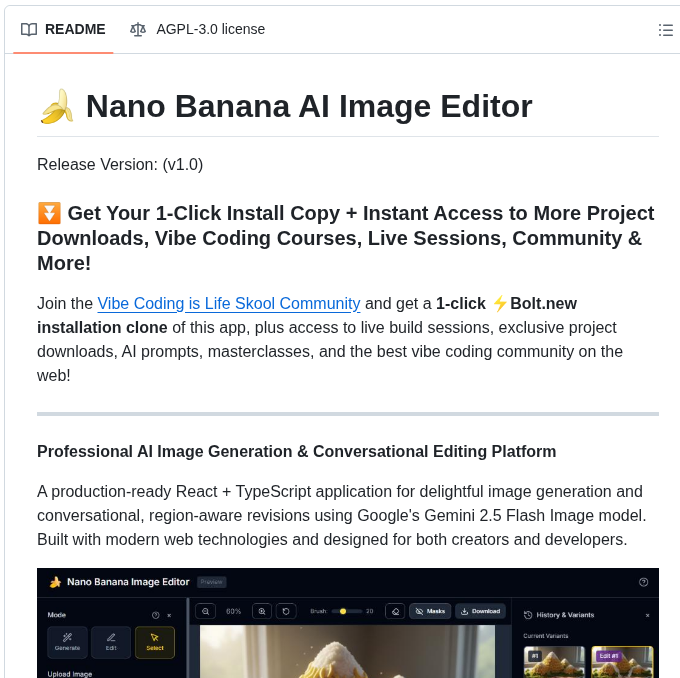 README AGPL-3.0 license
🍌 Nano Banana AI Image Editor
Release Version: (v1.0)
⏬ Get Your 1-Click Install Copy + Instant Access to More Project
Downloads, Vibe Coding Courses, Live Sessions, Community &
More!
Join the Vibe Coding is Life Skool Community and get a 1-click ⚡Bolt.new
installation clone of this app, plus access to live build sessions, exclusive project
downloads, AI prompts, masterclasses, and the best vibe coding community on the
web!
Professional AI Image Generation & Conversational Editing Platform
A production-ready React + TypeScript application for delightful image generation and
conversational, region-aware revisions using Google's Gemini 2.5 Flash Image model.
Built with modern web technologies and designed for both creators and developers.
Nano Banana Image Editor Preview
Mode
60% Brush: 20 Masks Download
History & Variants
Generate Edit Select
Current Variants
#1 Edit #1
Upload Image